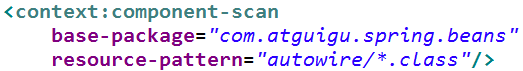 <context:component-scan
base-package="com.atguigu.spring.beans"
resource-pattern="autowire/*.class"/>